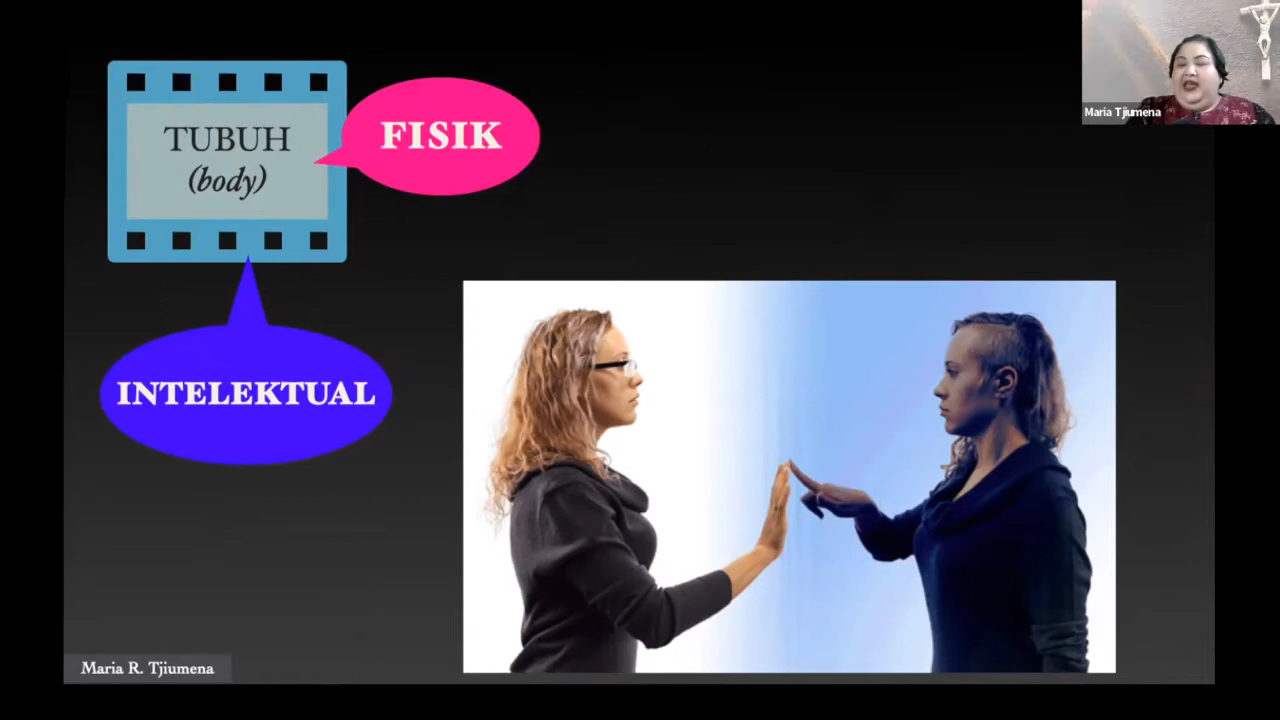 TUBUH
(body)
FISIK
INTELEKTUAL
Maria Tjiumena
Maria R. Tjiumena